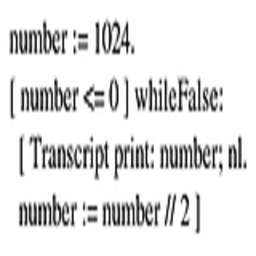 number := 1024.
[ number <= 0 ] whileFalse:
[ Transcript print: number; nl.
number := number // 2 ]